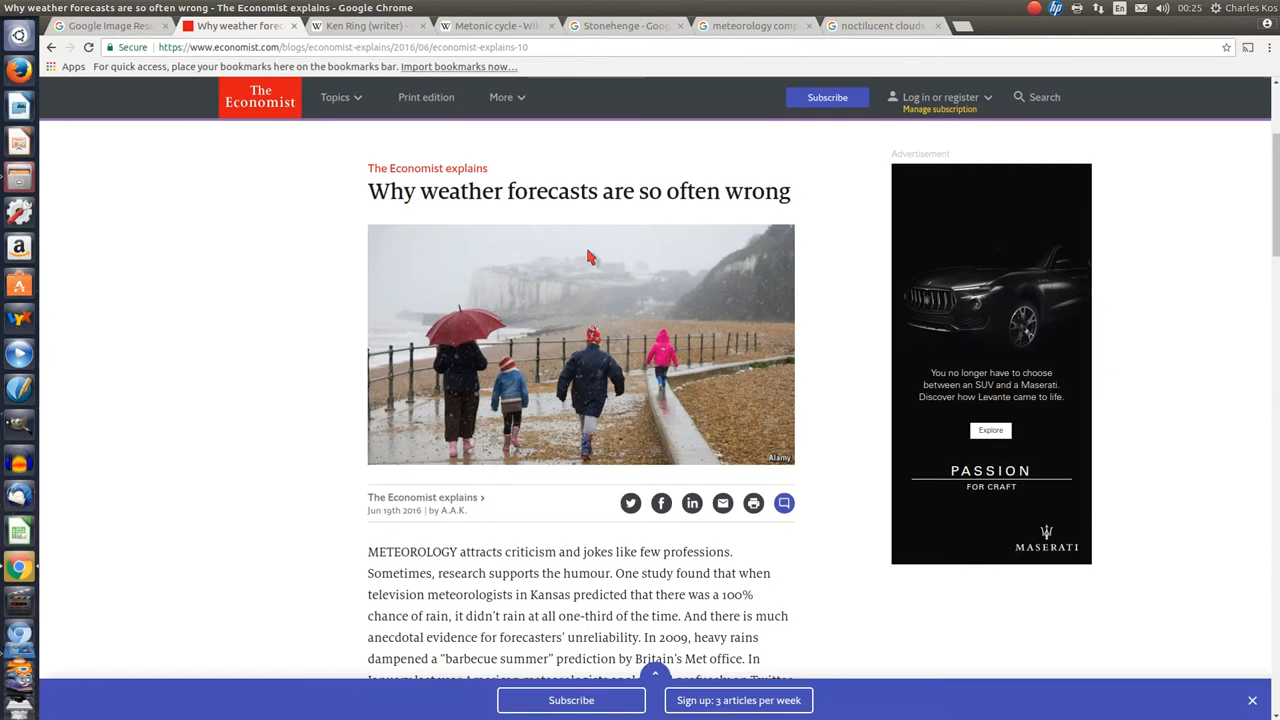 Why weather forecasts are so often wrong - The Economist explains - Google Chrome
En
00:25
Charles Kos
Google Image Resu
Why weather forec
Ken Ring (writer) - W
Metonic cycle - Wik
Stonehenge - Goog
meteorology comp
noctilucent clouds
Secure
https://www.economist.com/blogs/economist-explains/2016/06/economist-explains-10
Apps
For quick access, place your bookmarks here on the bookmarks bar. Import bookmarks now…
The
Economist
Topics
Print edition
More
Subscribe
Log in or register
Manage subscription
Search
The Economist explains
Why weather forecasts are so often wrong
Alamy
The Economist explains ›
Jun 19th 2016 | by A.A.K.
METEOROLOGY attracts criticism and jokes like few professions.
Sometimes, research supports the humour. One study found that when
television meteorologists in Kansas predicted that there was a 100%
chance of rain, it didn't rain at all one-third of the time. And there is much
anecdotal evidence for forecasters' unreliability. In 2009, heavy rains
dampened a “barbecue summer” prediction by Britain's Met office. In
Advertisement
You no longer have to choose
between an SUV and a Maserati.
Discover how Levante came to life.
Explore
PASSION
FOR CRAFT
MASERATI
Subscribe
Sign up: 3 articles per week